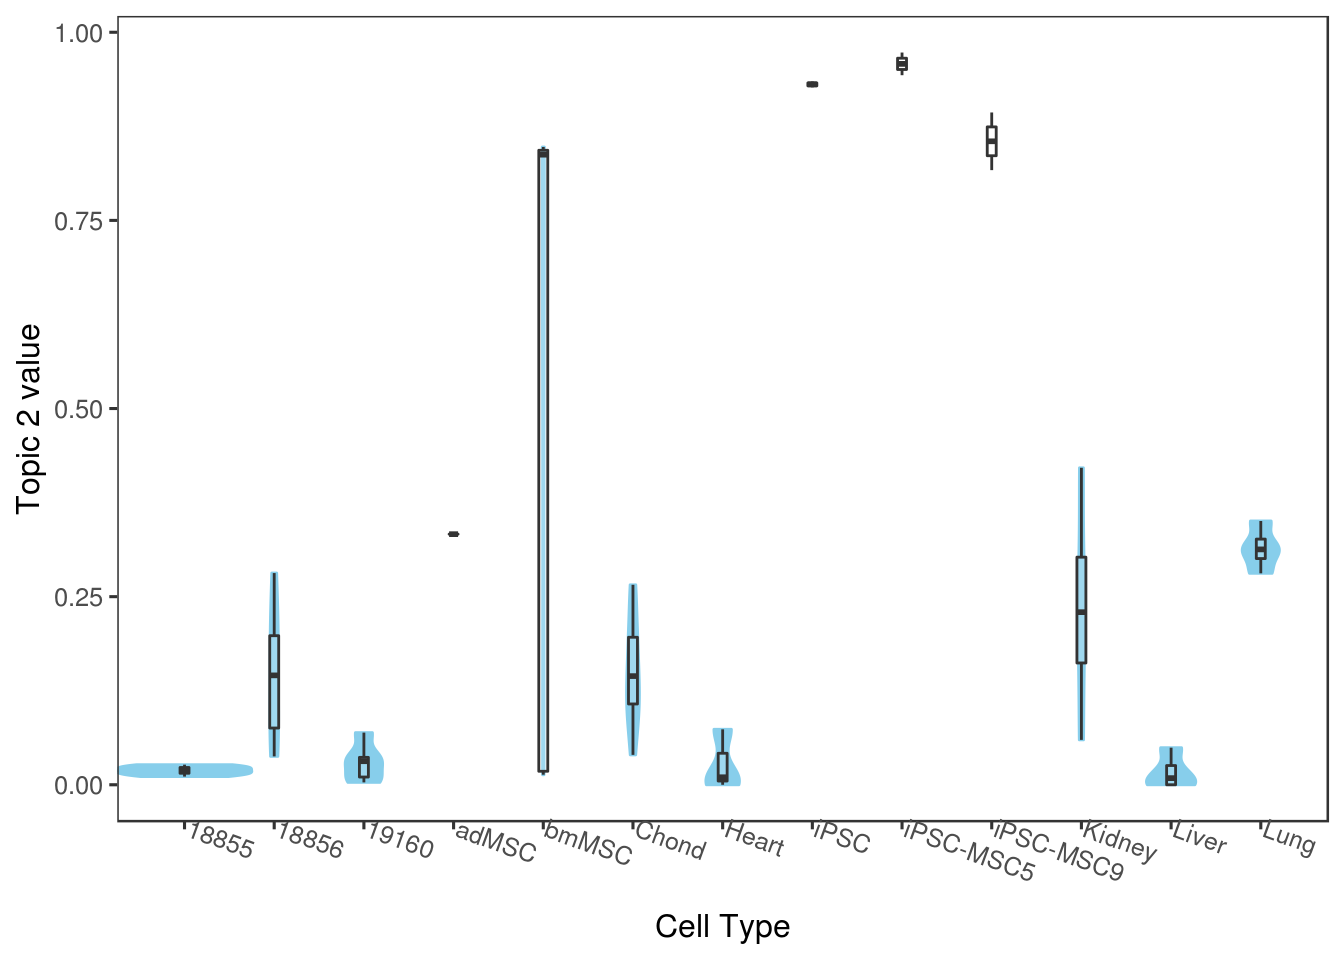 1.00
0.75
0.50
0.25
0.00
Topic 2 value
18855 18856 19160 adMSC bmMSC Chond Heart iPSC iPSC-MSC5 iPSC-MSC9 Kidney Liver Lung
Cell Type